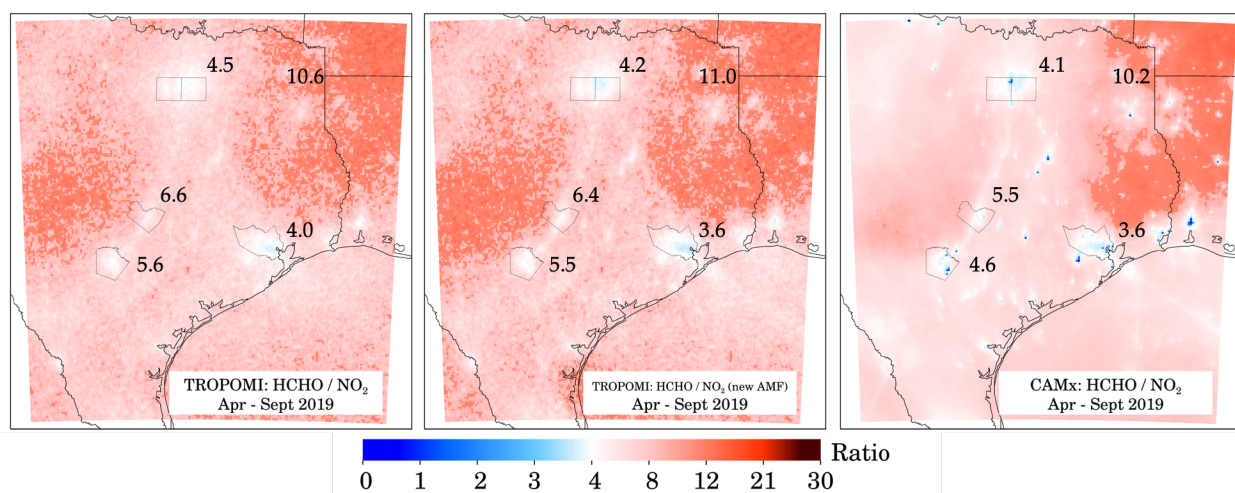 4.5
10.6
6.6
4.0
5.6
TROPOMI: HCHO / NO₂
Apr - Sept 2019
4.2
11.0
6.4
3.6
5.5
TROPOMI: HCHO / NO₂ (new AMF)
Apr - Sept 2019
4.1
10.2
5.5
3.6
4.6
CAMx: HCHO / NO₂
Apr - Sept 2019
Ratio
0 1 2 3 4 8 12 21 30